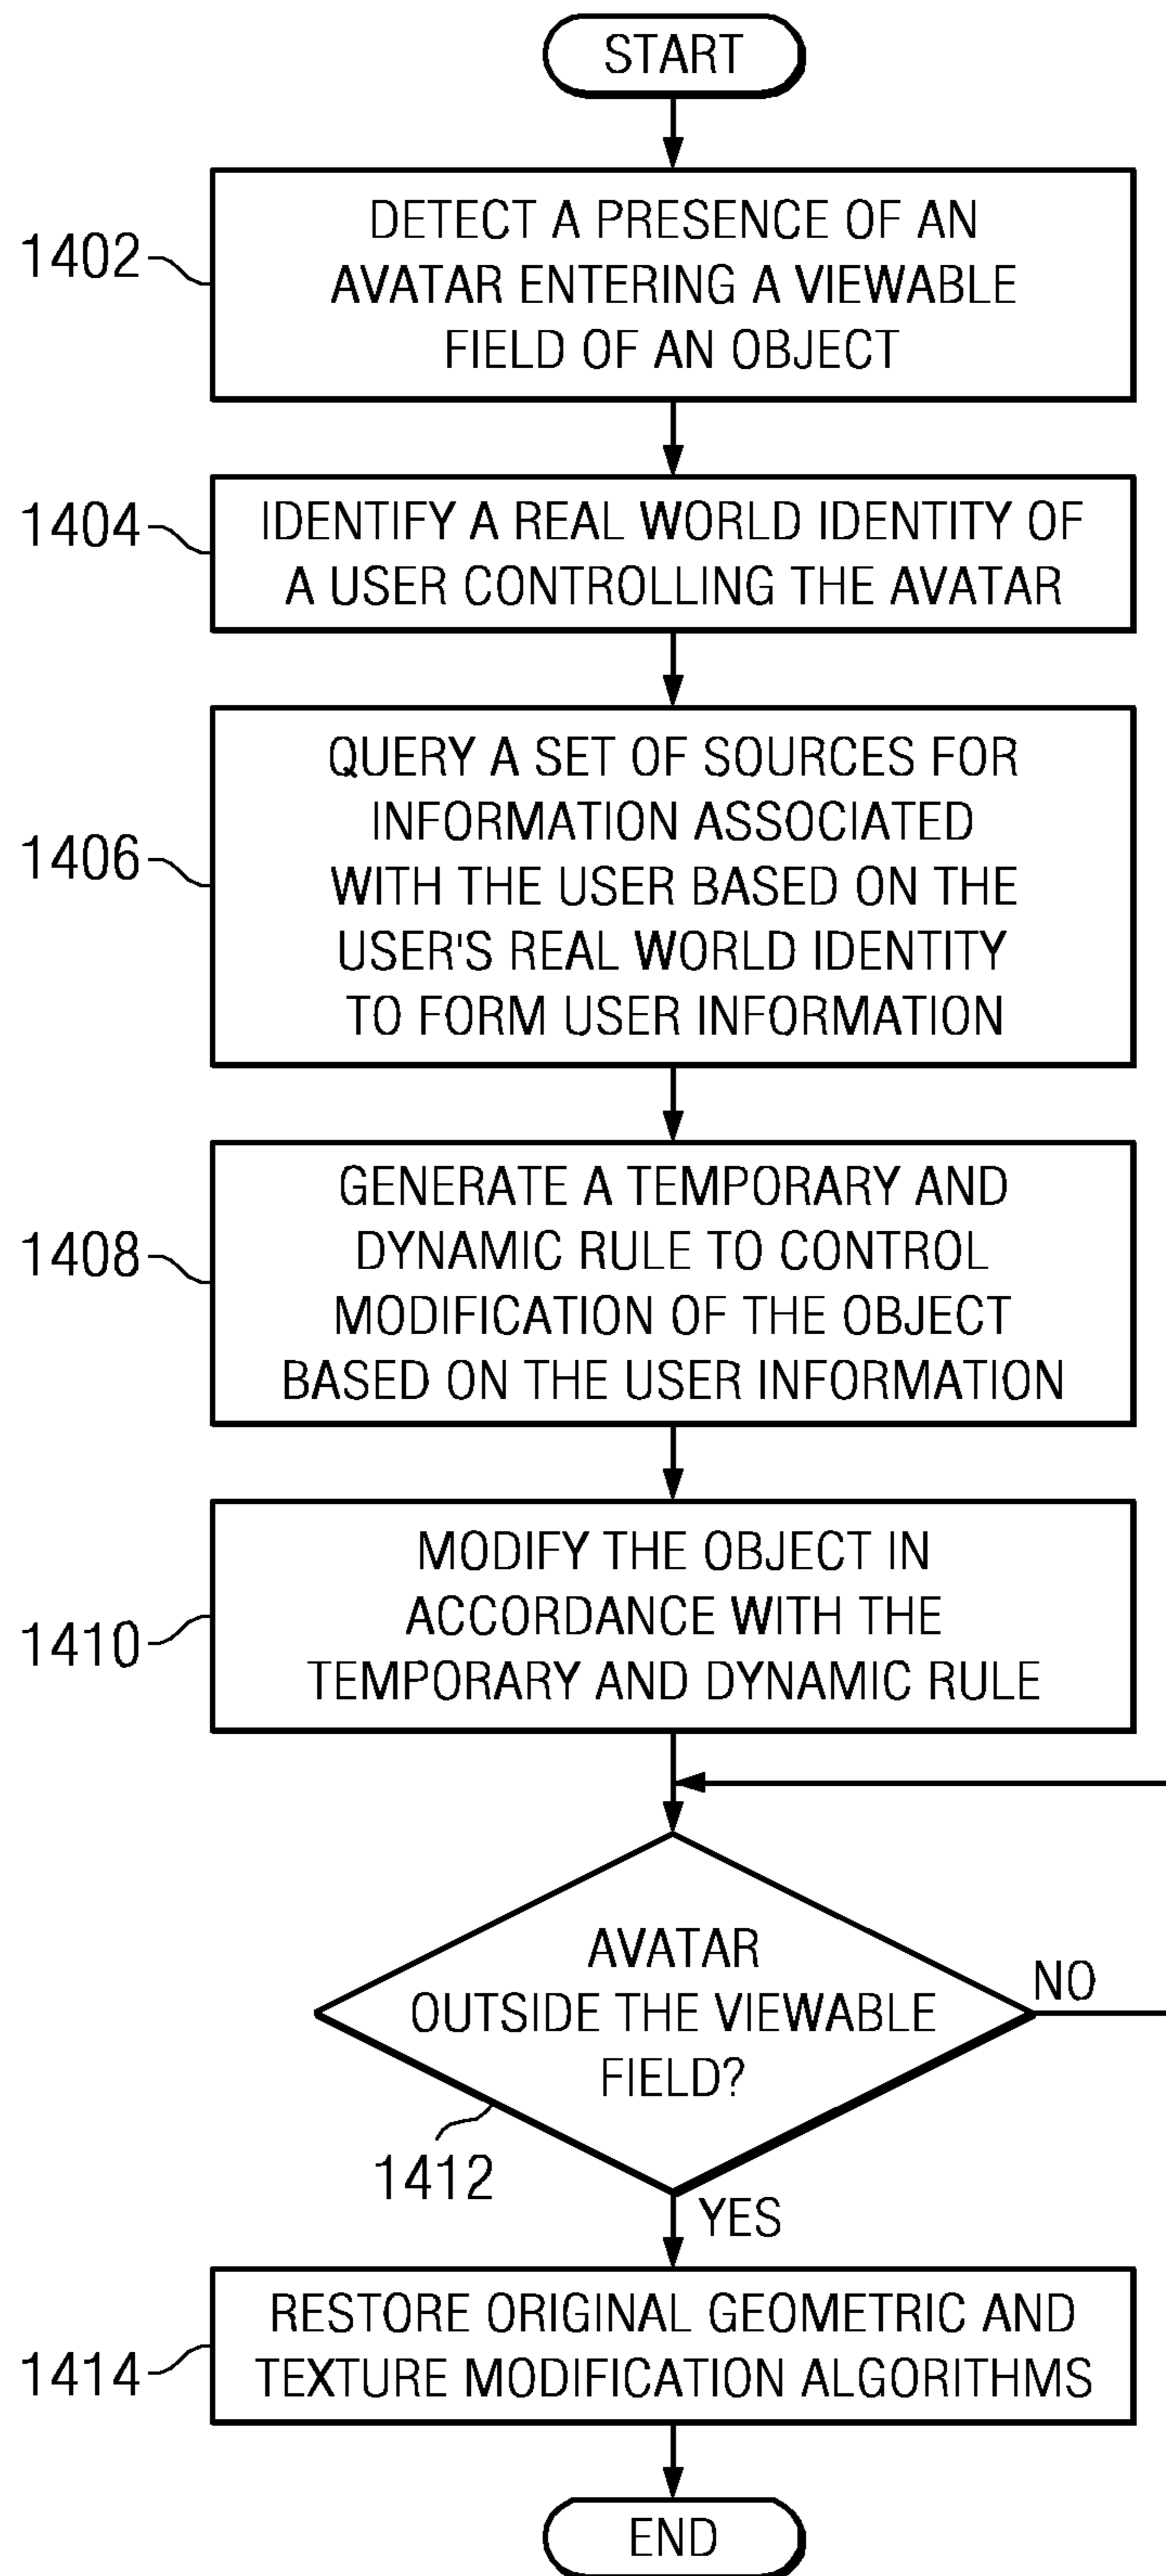 START
1402
DETECT A PRESENCE OF AN
AVATAR ENTERING A VIEWABLE
FIELD OF AN OBJECT
1404
IDENTIFY A REAL WORLD IDENTITY OF
A USER CONTROLLING THE AVATAR
1406
QUERY A SET OF SOURCES FOR
INFORMATION ASSOCIATED
WITH THE USER BASED ON THE
USER'S REAL WORLD IDENTITY
TO FORM USER INFORMATION
1408
GENERATE A TEMPORARY AND
DYNAMIC RULE TO CONTROL
MODIFICATION OF THE OBJECT
BASED ON THE USER INFORMATION
1410
MODIFY THE OBJECT IN
ACCORDANCE WITH THE
TEMPORARY AND DYNAMIC RULE
AVATAR
OUTSIDE THE VIEWABLE
FIELD?
NO
1412
YES
1414
RESTORE ORIGINAL GEOMETRIC AND
TEXTURE MODIFICATION ALGORITHMS
END